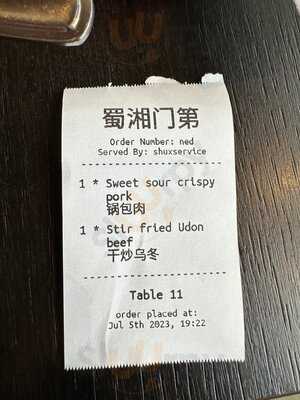 蜀湘门第
Order Number: ned
Served By: shuxservice
1 * Sweet sour crispy
pork
锅包肉
1 * Stir fried Udon
beef
干炒乌冬
Table 11
order placed at:
Jul 5th 2023, 19:22